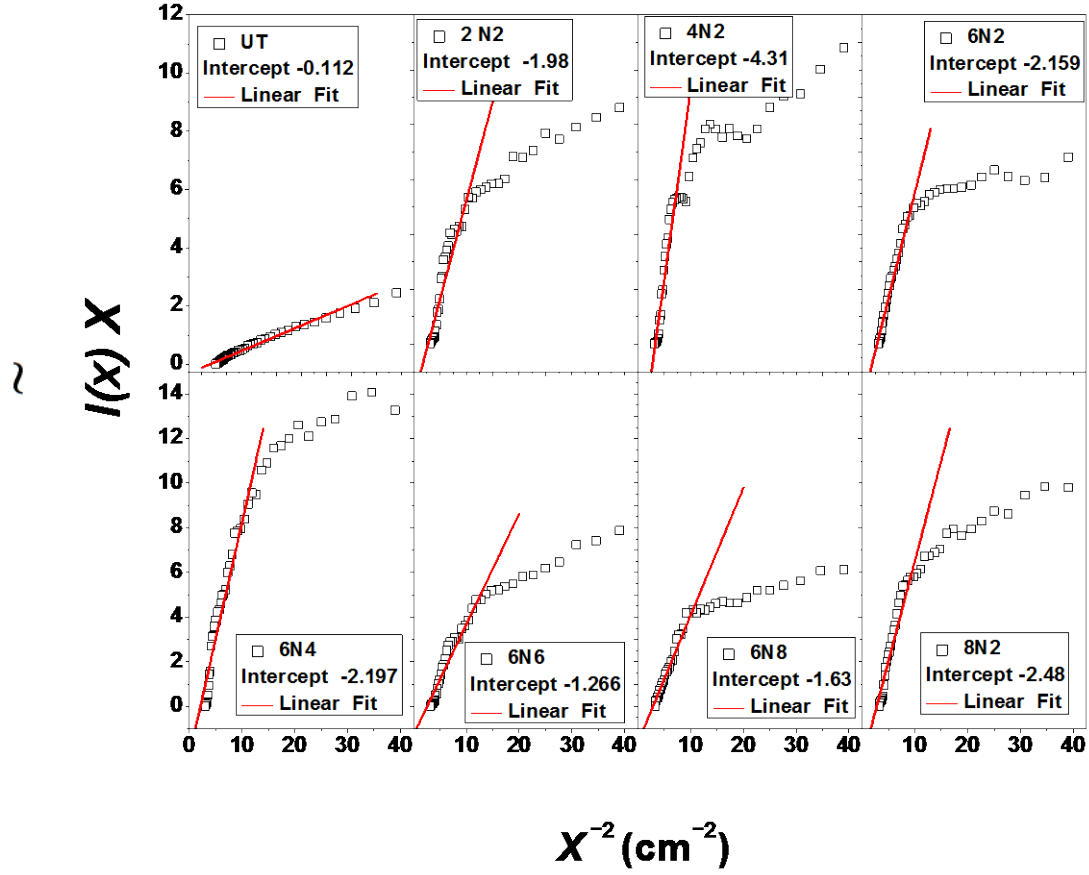 12
10
8
6
4
2
0
UT
Intercept -0.112
Linear Fit
2 N2
Intercept -1.98
Linear Fit
4N2
Intercept -4.31
Linear Fit
6N2
Intercept -2.159
Linear Fit
~
I(x) X
14
12
10
8
6
4
2
0
6N4
Intercept -2.197
Linear Fit
6N6
Intercept -1.266
Linear Fit
6N8
Intercept -1.63
Linear Fit
8N2
Intercept -2.48
Linear Fit
0 10 20 30 40 10 20 30 40 10 20 30 40 10 20 30 40
X⁻² (cm⁻²)